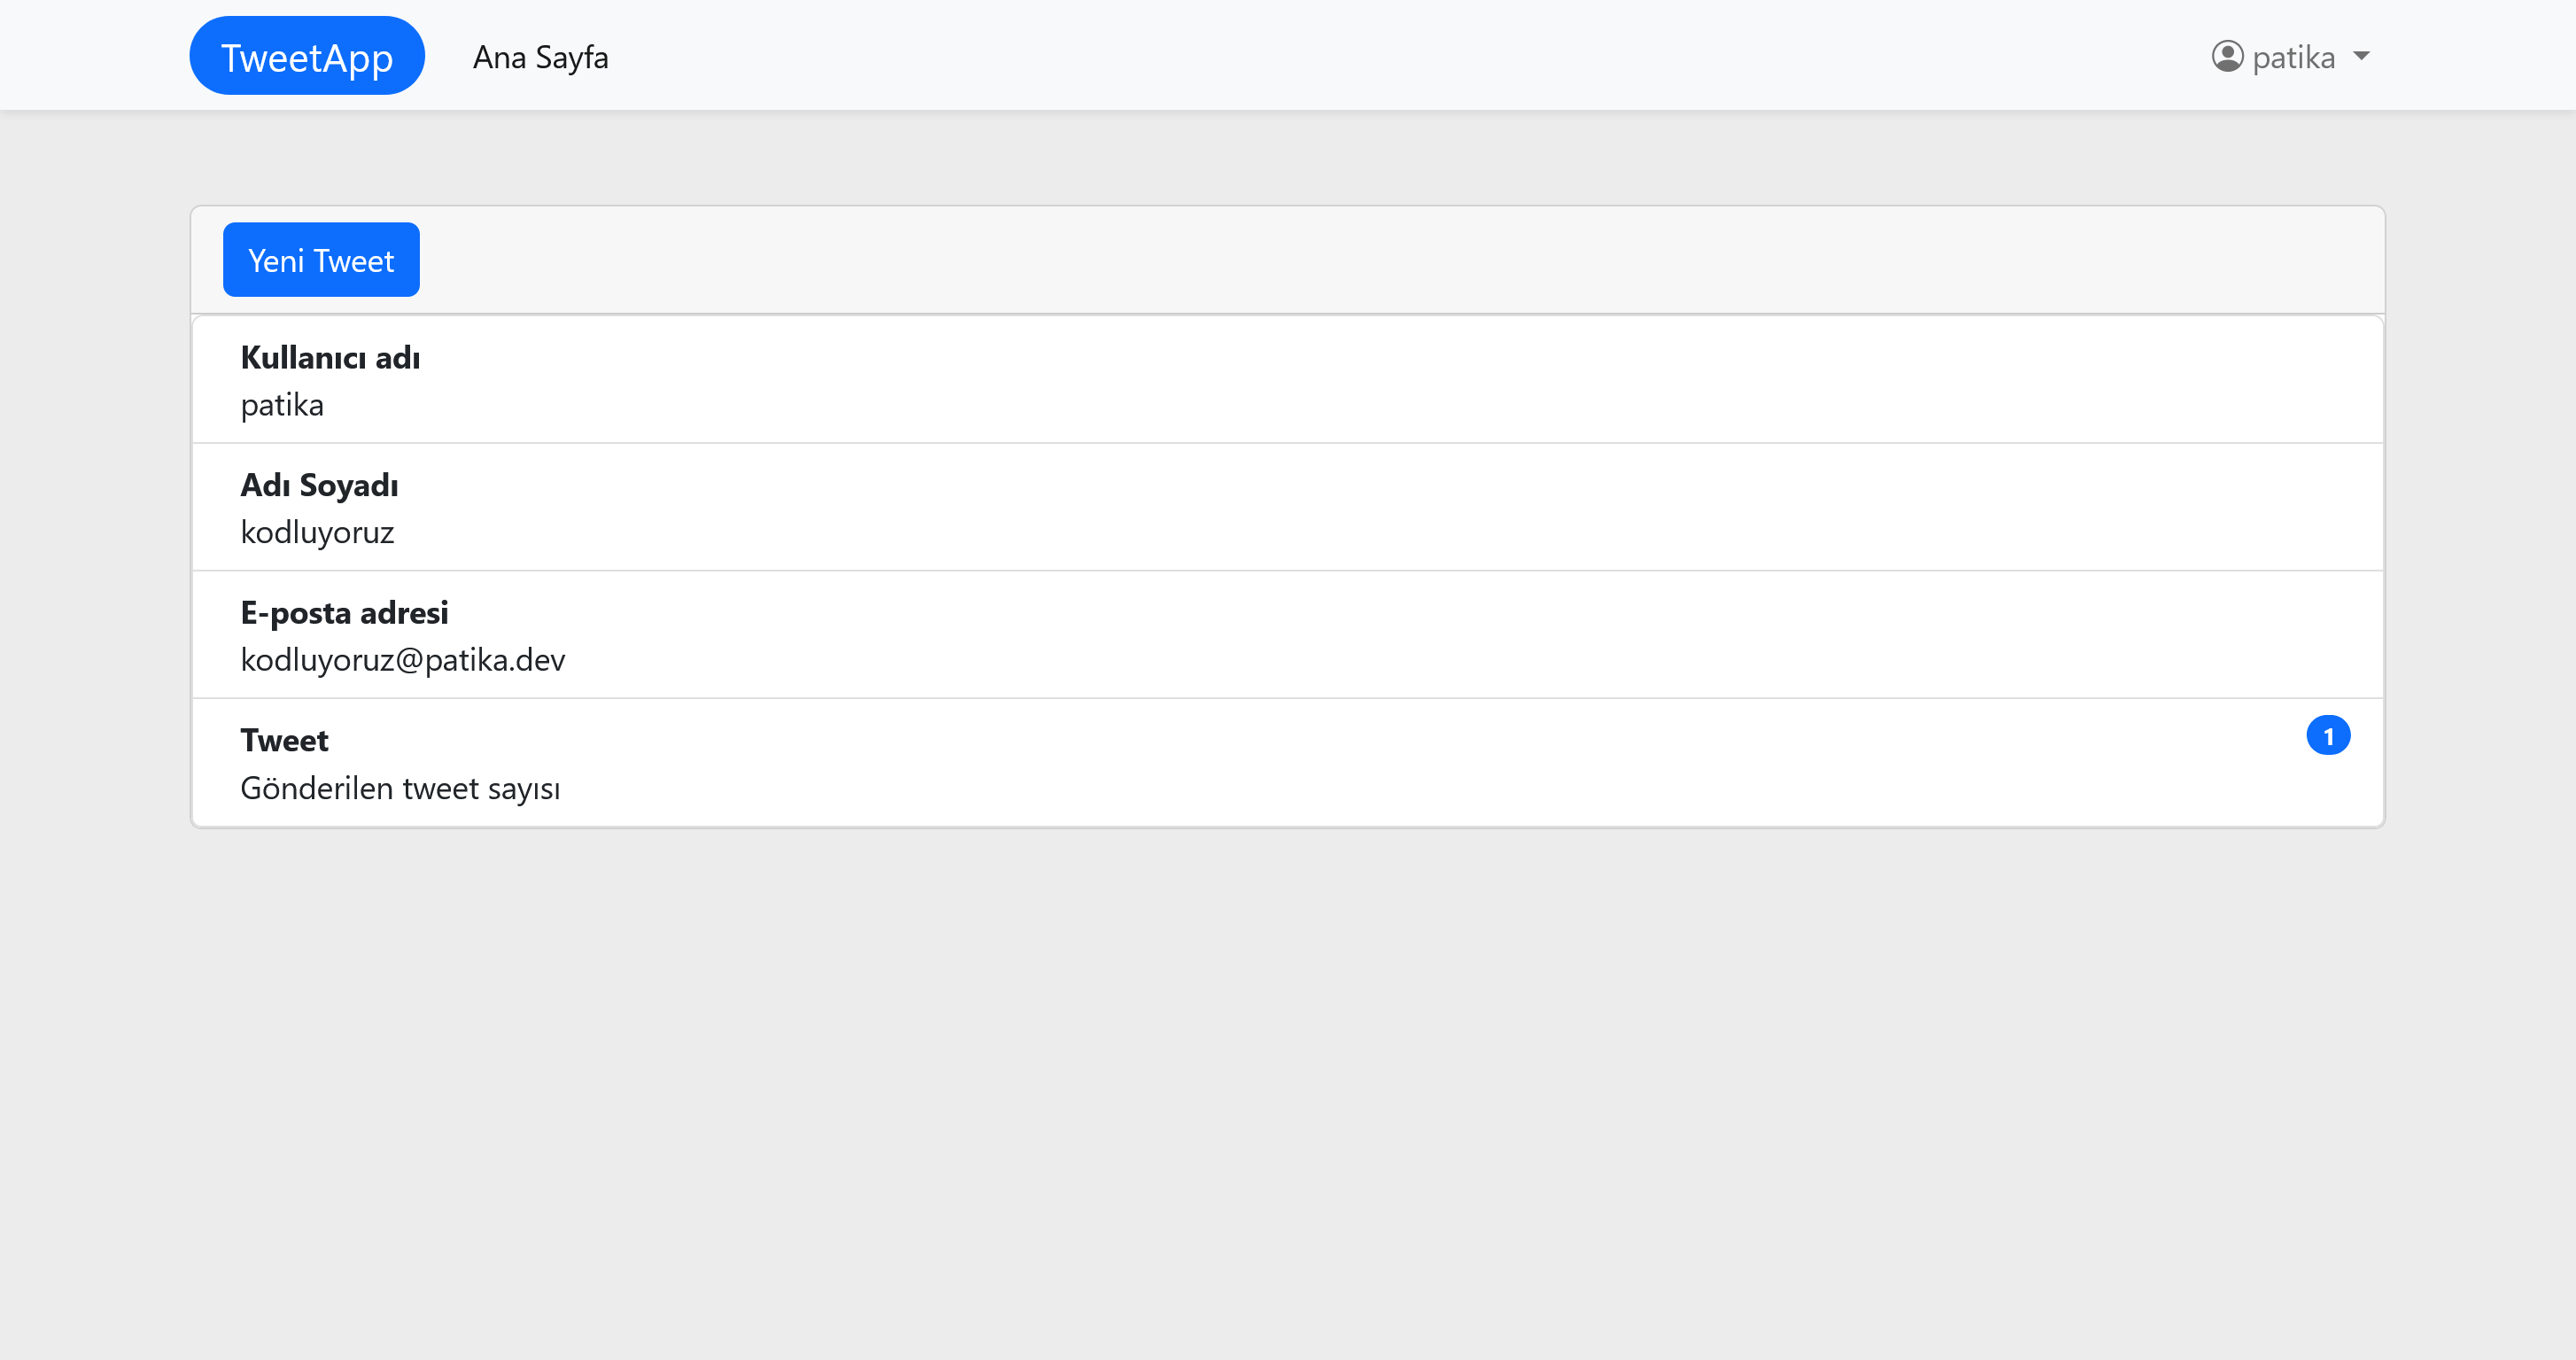 TweetApp Ana Sayfa patika
Yeni Tweet
Kullanıcı adı
patika
Adı Soyadı
kodluyoruz
E-posta adresi
kodluyoruz@patika.dev
Tweet 1
Gönderilen tweet sayısı